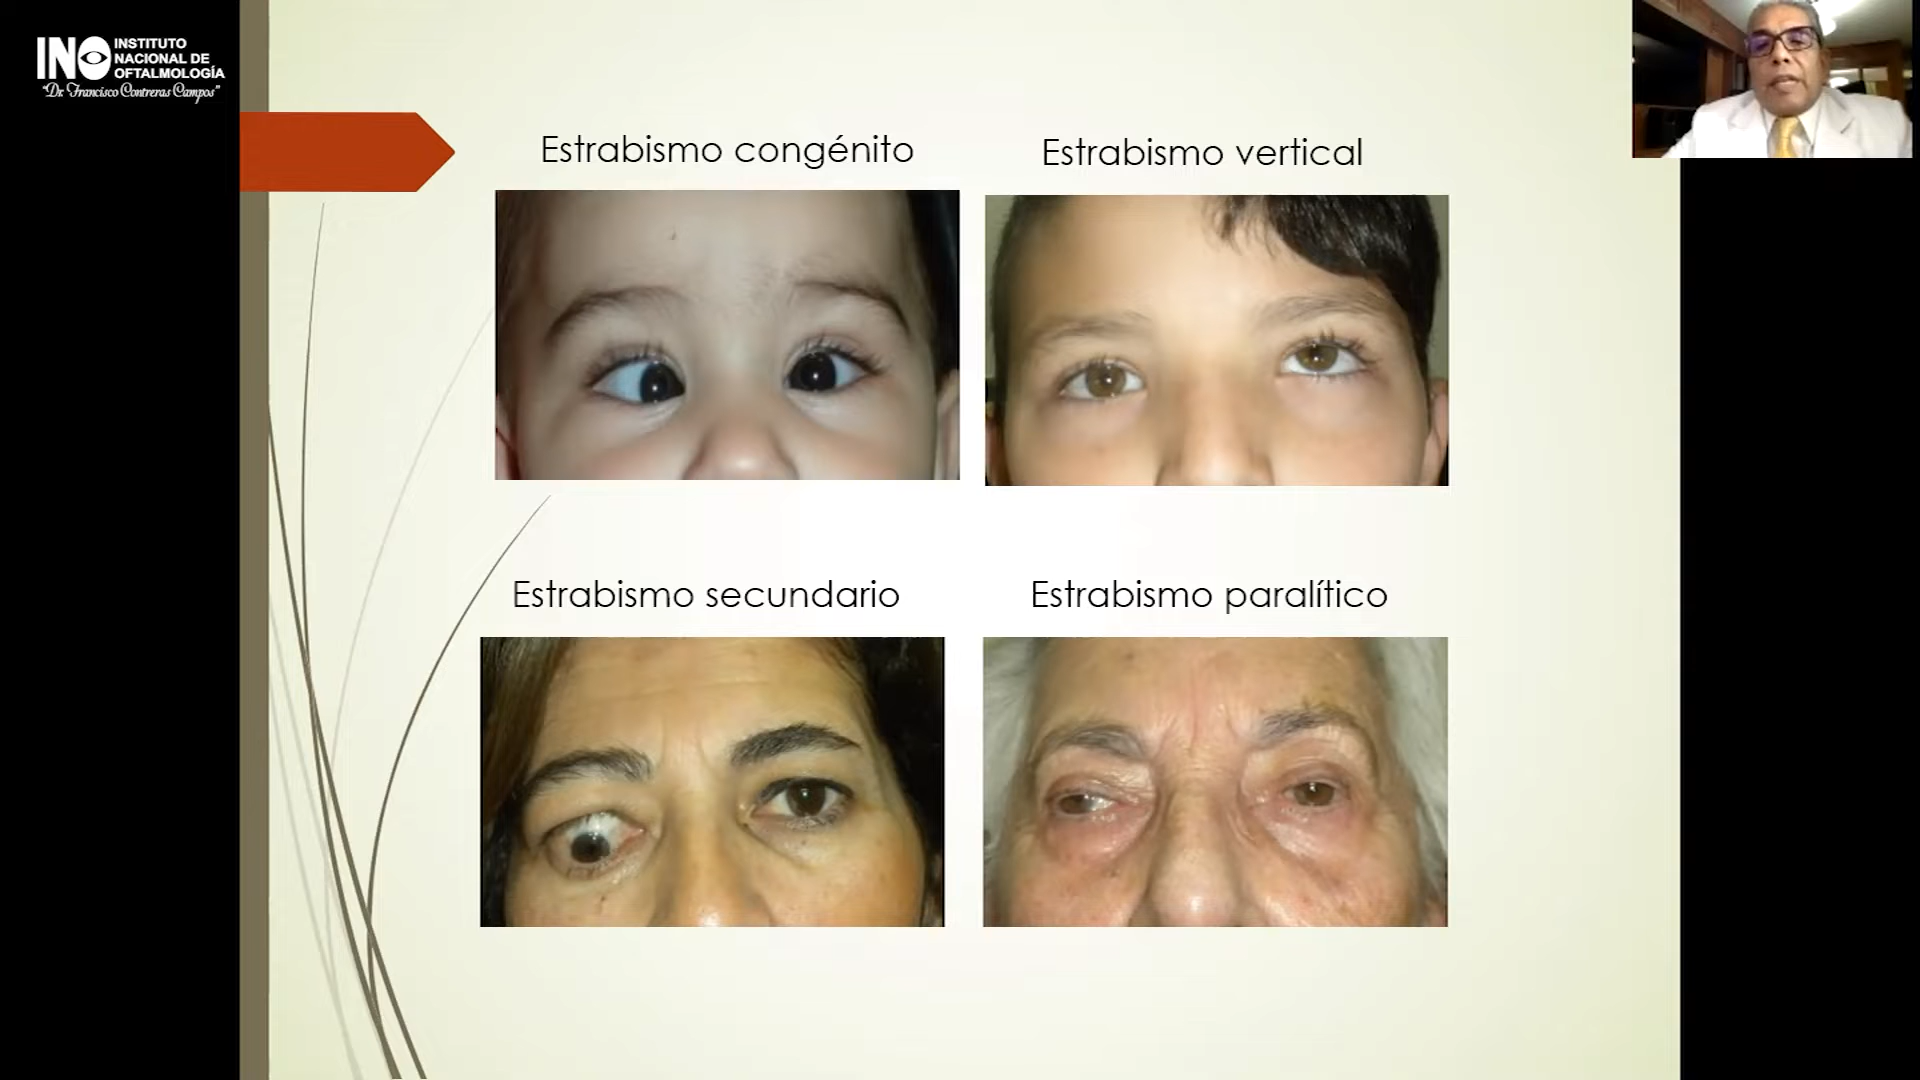 INO
INSTITUTO
NACIONAL DE
OFTALMOLOGÍA
"Dr. Francisco Contreras Campos"
Estrabismo congénito
Estrabismo vertical
Estrabismo secundario
Estrabismo paralítico